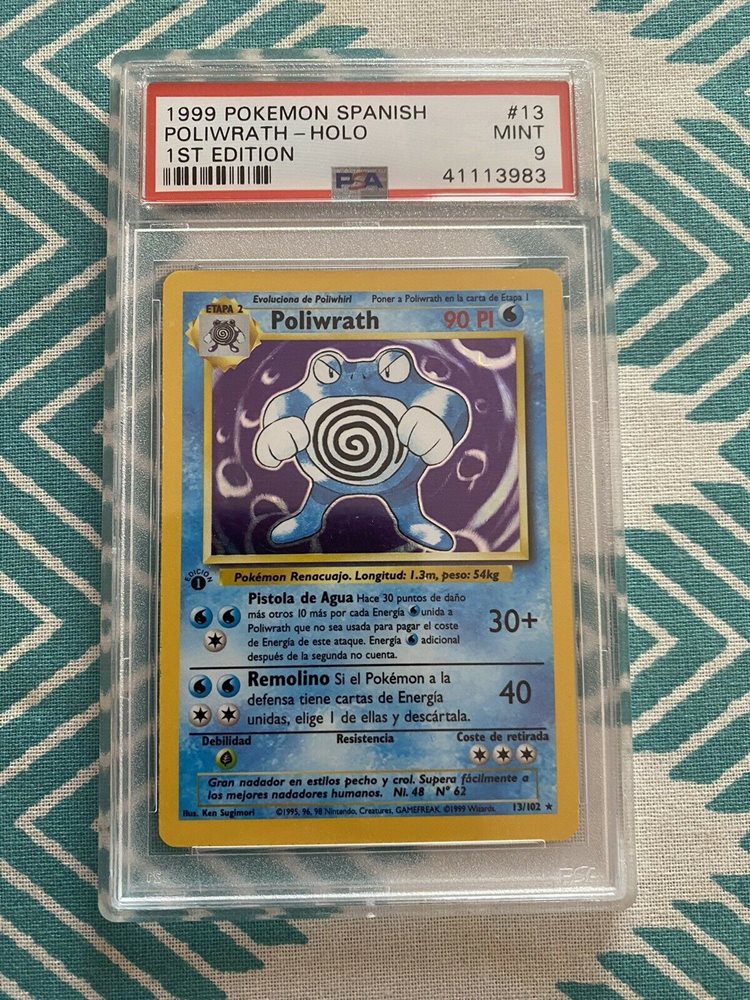 1999 POKEMON SPANISH #13
POLIWRATH – HOLO MINT
1ST EDITION 9
PSA 41113983
Evoluciona de Poliwhirl Poner a Poliwrath en la carta de Etapa 1
ETAPA 2
Poliwrath 90 PI
EDICION
1
Pokémon Renacuajo. Longitud: 1.3m, peso: 54kg
Pistola de Agua Hace 30 puntos de daño
más otros 10 más por cada Energía unida a
Poliwrath que no sea usada para pagar el coste
de Energía de este ataque. Energía adicional
después de la segunda no cuenta.
30+
Remolino Si el Pokémon a la
defensa tiene cartas de Energía
unidas, elige 1 de ellas y descártala.
40
Debilidad Resistencia Coste de retirada
Gran nadador en estilos pecho y crol. Supera fácilmente a
los mejores nadadores humanos. Nl. 48 Nº 62
Ilus. Ken Sugimori ©1995, 96, 98 Nintendo, Creatures, GAMEFREAK. ©1999 Wizards. 13/102 ★
PSA